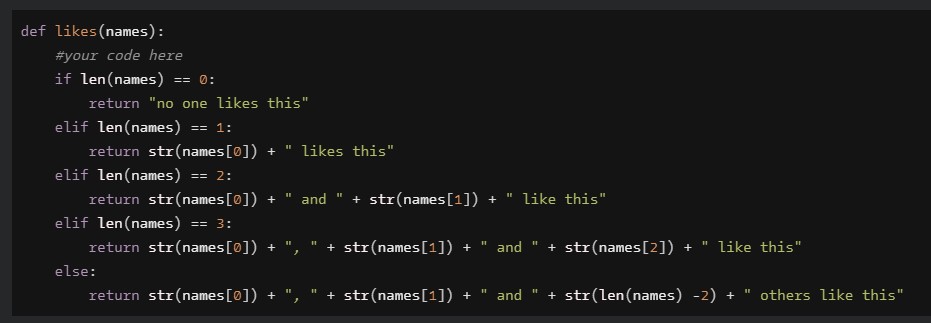 def likes(names):
    #your code here
    if len(names) == 0:
        return "no one likes this"
    elif len(names) == 1:
        return str(names[0]) + " likes this"
    elif len(names) == 2:
        return str(names[0]) + " and " + str(names[1]) + " like this"
    elif len(names) == 3:
        return str(names[0]) + ", " + str(names[1]) + " and " + str(names[2]) + " like this"
    else:
        return str(names[0]) + ", " + str(names[1]) + " and " + str(len(names) -2) + " others like this"